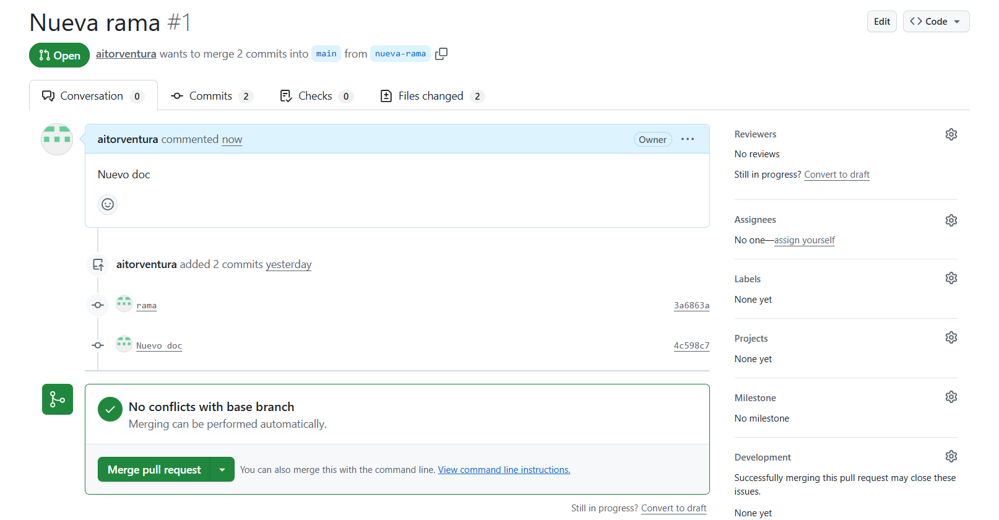 Nueva rama #1
Edit
Code
Open
aitorventura wants to merge 2 commits into main from nueva-rama
Conversation 0
Commits 2
Checks 0
Files changed 2
aitorventura commented now
Owner
Nuevo doc
aitorventura added 2 commits yesterday
rama
3a6863a
Nuevo doc
4c598c7
No conflicts with base branch
Merging can be performed automatically.
Merge pull request
You can also merge this with the command line. View command line instructions.
Still in progress? Convert to draft
Reviewers
No reviews
Still in progress? Convert to draft
Assignees
No one—assign yourself
Labels
None yet
Projects
None yet
Milestone
No milestone
Development
Successfully merging this pull request may close these
issues.
None yet